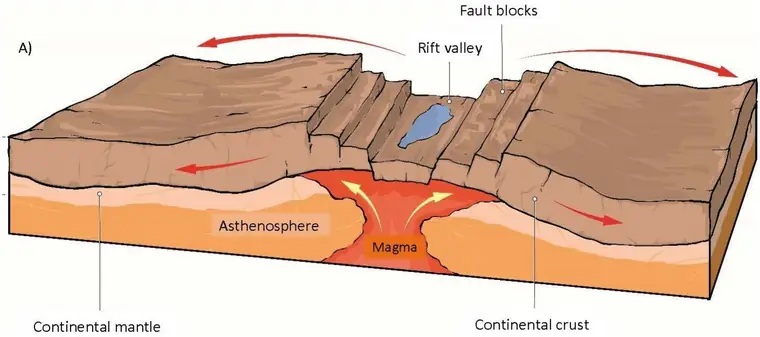 Fault blocks
A)
Rift valley
Asthenosphere
Magma
Continental mantle
Continental crust